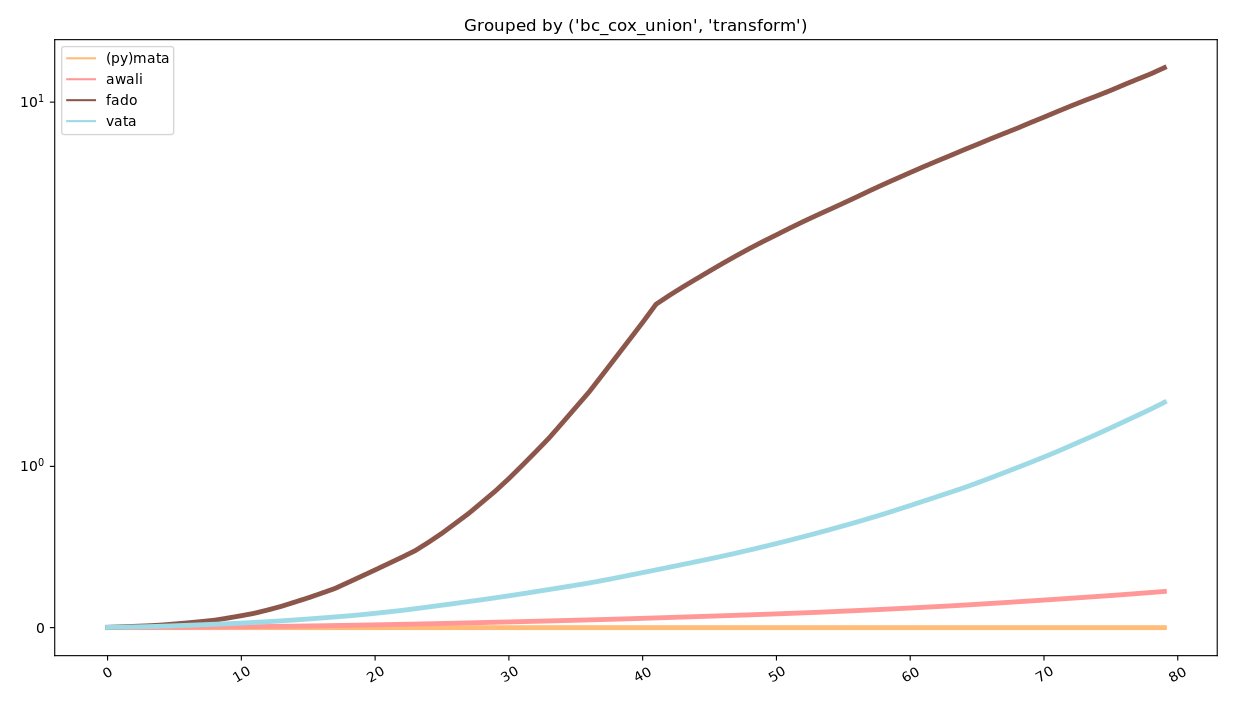 Grouped by ('bc_cox_union', 'transform')
(py)mata
awali
fado
vata
10¹
10⁰
0
0 10 20 30 40 50 60 70 80